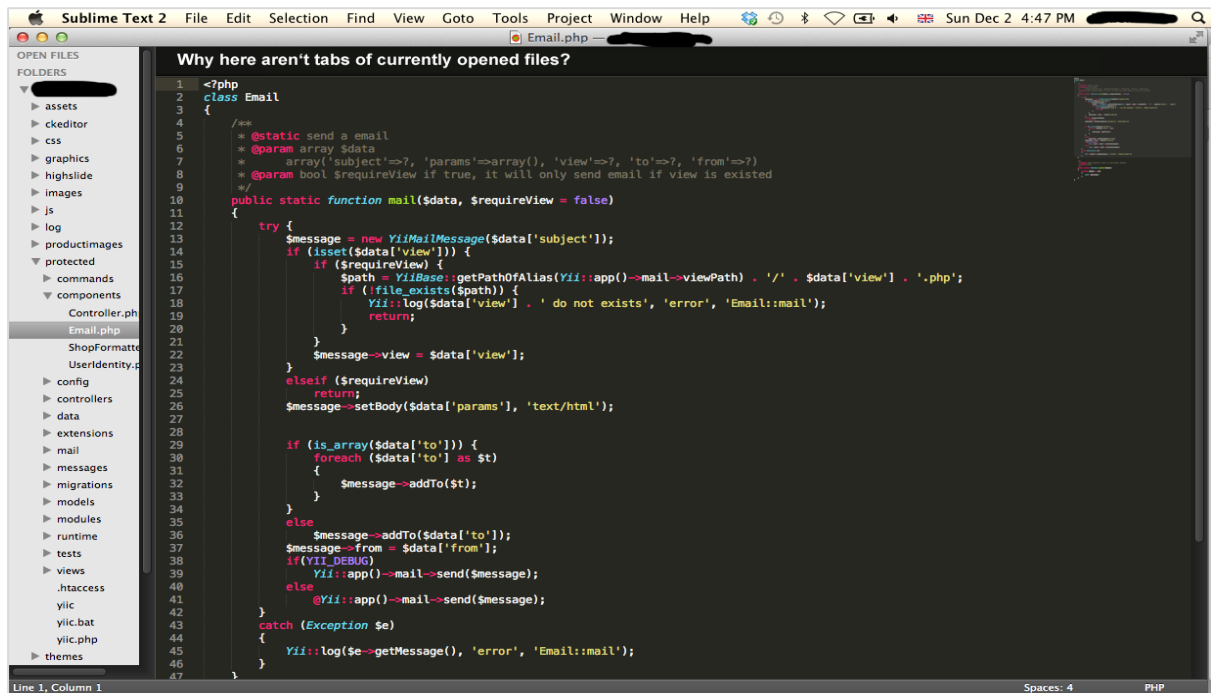 Sublime Text 2 File Edit Selection Find View Goto Tools Project Window Help Sun Dec 2 4:47 PM
Email.php —
OPEN FILES
FOLDERS
assets
ckeditor
css
graphics
highslide
images
js
log
productimages
protected
commands
components
Controller.ph
Email.php
ShopFormatte
UserIdentity.p
config
controllers
data
extensions
mail
messages
migrations
models
modules
runtime
tests
views
.htaccess
yiic
yiic.bat
yiic.php
themes
Why here aren‘t tabs of currently opened files?
1 <?php
2 class Email
3 {
4 /**
5 * @static send a email
6 * @param array $data
7 * array('subject'=>?, 'params'=>array(), 'view'=>?, 'to'=>?, 'from'=>?)
8 * @param bool $requireView if true, it will only send email if view is existed
9 */
10 public static function mail($data, $requireView = false)
11 {
12 try {
13 $message = new YiiMailMessage($data['subject']);
14 if (isset($data['view'])) {
15 if ($requireView) {
16 $path = YiiBase::getPathOfAlias(Yii::app()->mail->viewPath) . '/' . $data['view'] . '.php';
17 if (!file_exists($path)) {
18 Yii::log($data['view'] . ' do not exists', 'error', 'Email::mail');
19 return;
20 }
21 }
22 $message->view = $data['view'];
23 }
24 elseif ($requireView)
25 return;
26 $message->setBody($data['params'], 'text/html');
27
28
29 if (is_array($data['to'])) {
30 foreach ($data['to'] as $t)
31 {
32 $message->addTo($t);
33 }
34 }
35 else
36 $message->addTo($data['to']);
37 $message->from = $data['from'];
38 if(YII_DEBUG)
39 Yii::app()->mail->send($message);
40 else
41 @Yii::app()->mail->send($message);
42 }
43 catch (Exception $e)
44 {
45 Yii::log($e->getMessage(), 'error', 'Email::mail');
46 }
47 }
Line 1, Column 1 Spaces: 4 PHP